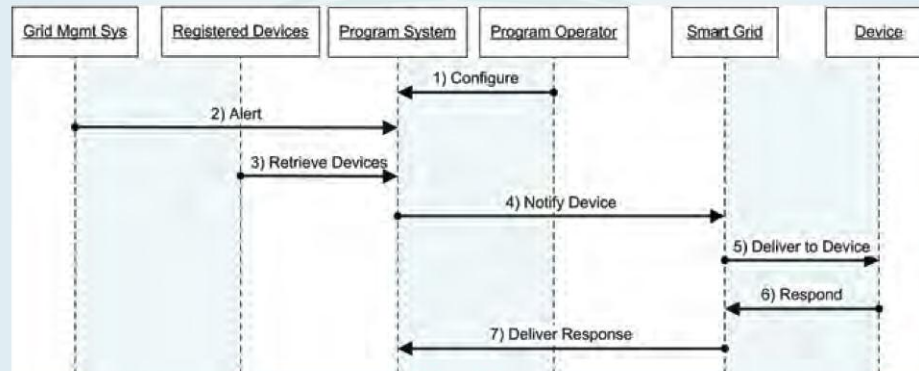 Grid Mgmt Sys
Registered Devices
Program System
Program Operator
Smart Grid
Device
1) Configure
2) Alert
3) Retrieve Devices
4) Notify Device
5) Deliver to Device
6) Respond
7) Deliver Response